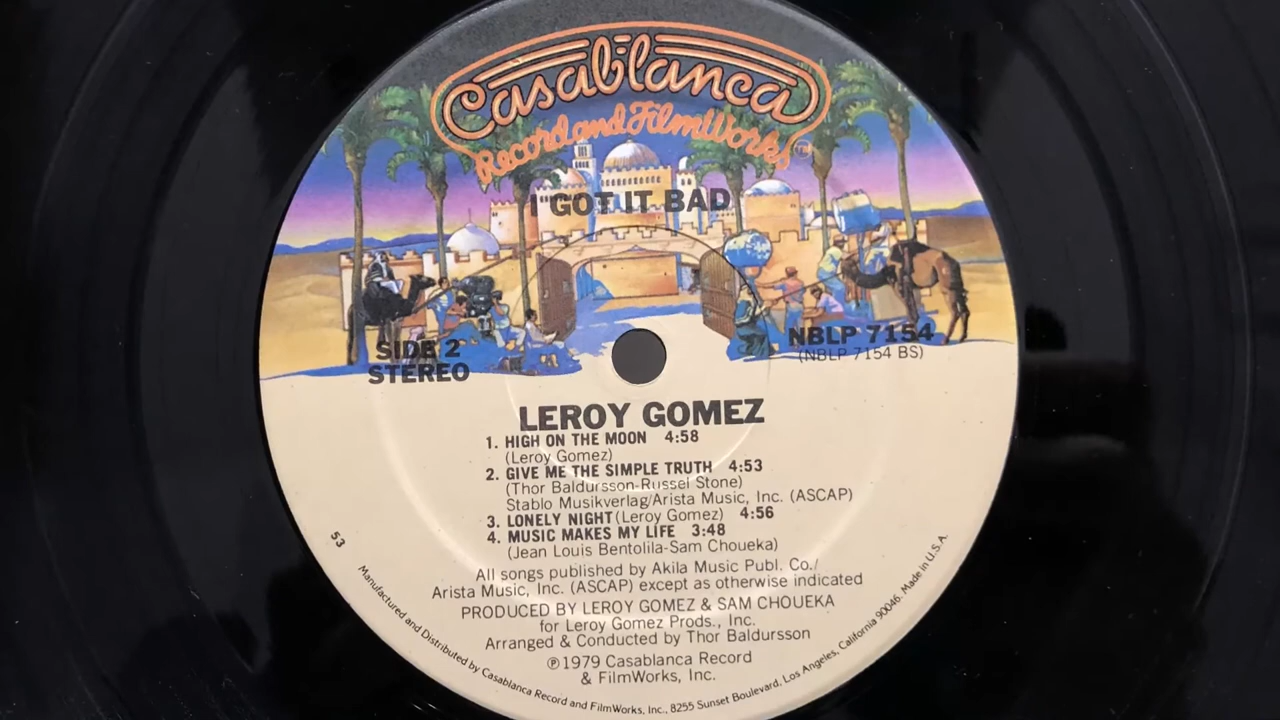 Casablanca
Record and FilmWorks
TM
I GOT IT BAD
SIDE 2
STEREO
NBLP 7154
(NBLP 7154 BS)
LEROY GOMEZ
1. HIGH ON THE MOON 4:58
(Leroy Gomez)
2. GIVE ME THE SIMPLE TRUTH 4:53
(Thor Baldursson-Russel Stone)
Stablo Musikverlag/Arista Music, Inc. (ASCAP)
3. LONELY NIGHT (Leroy Gomez) 4:56
4. MUSIC MAKES MY LIFE 3:48
(Jean Louis Bentolila-Sam Choueka)
All songs published by Akila Music Publ. Co./
Arista Music, Inc. (ASCAP) except as otherwise indicated
PRODUCED BY LEROY GOMEZ & SAM CHOUEKA
for Leroy Gomez Prods., Inc.
Arranged & Conducted by Thor Baldursson
℗1979 Casablanca Record
& FilmWorks, Inc.
53
Manufactured and Distributed by Casablanca Record and FilmWorks, Inc., 8255 Sunset Boulevard, Los Angeles, California 90046. Made in U.S.A.